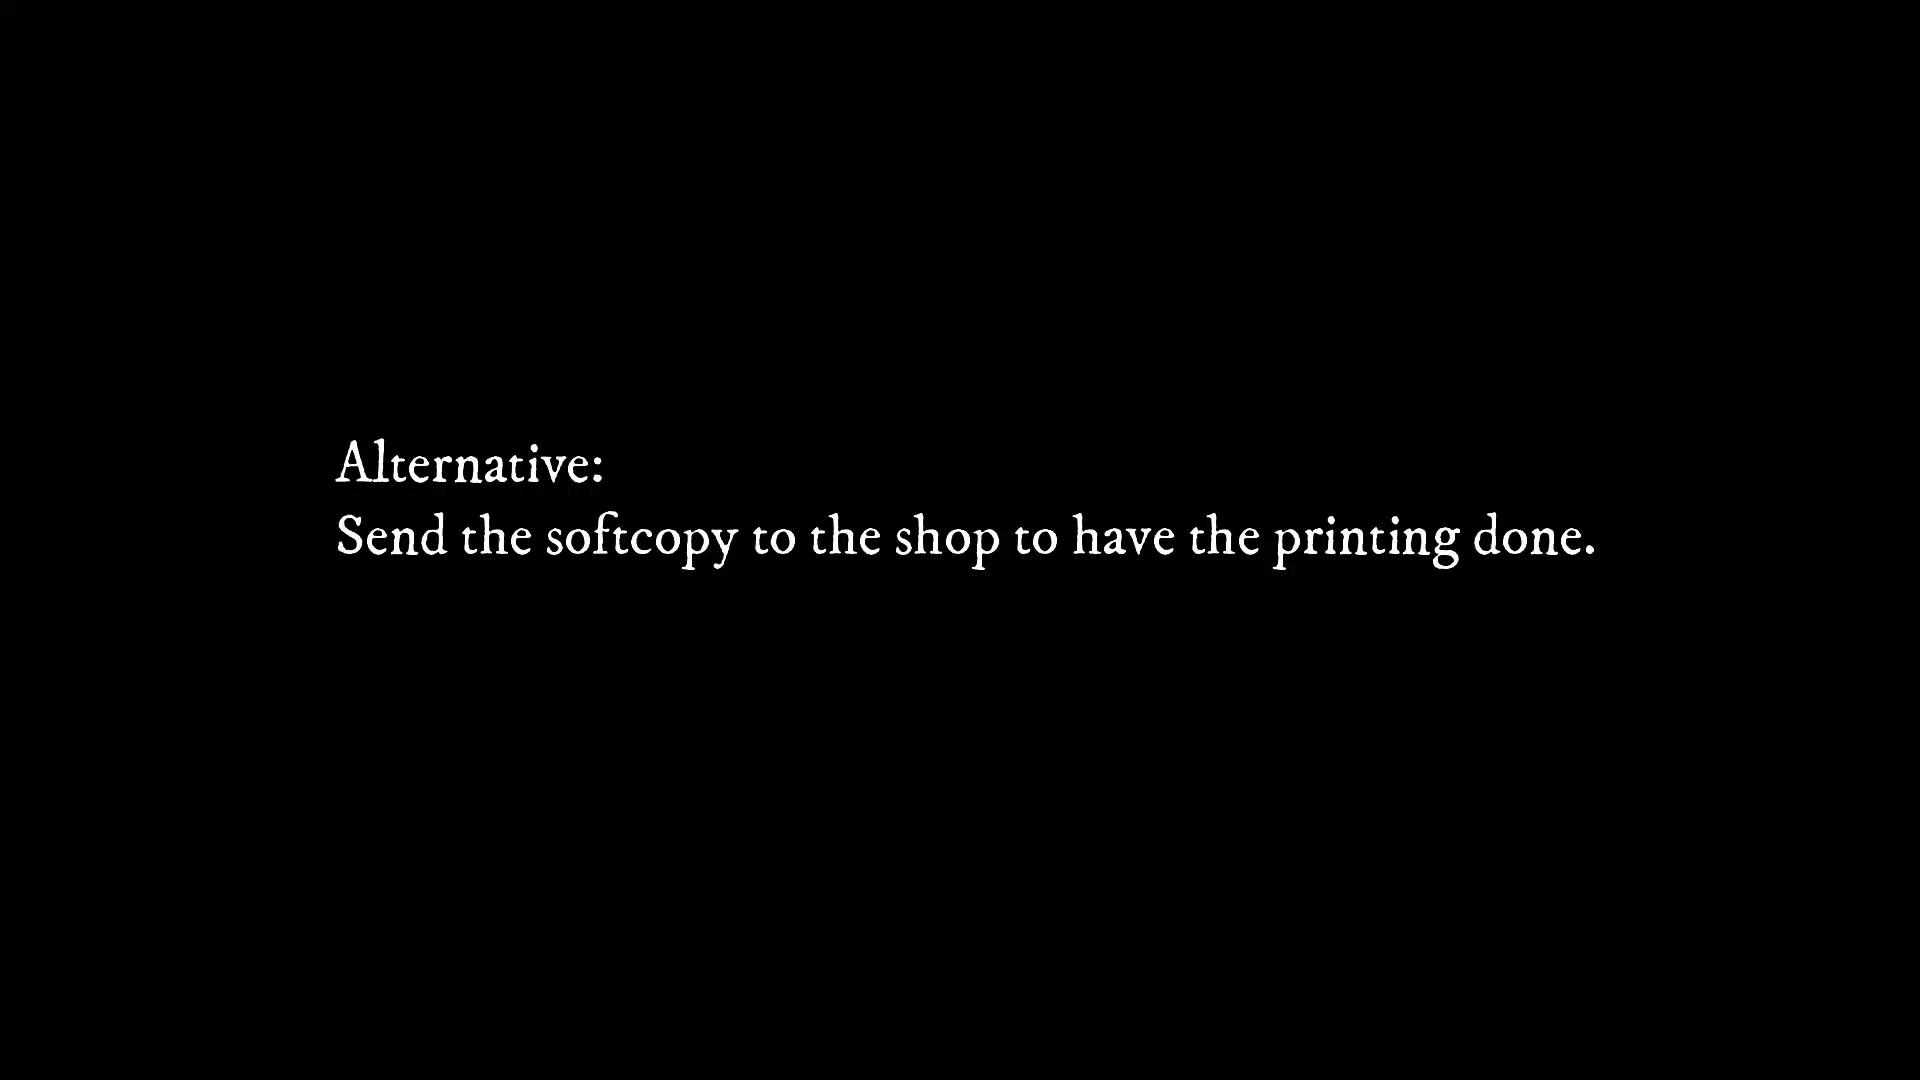 Alternative:
Send the softcopy to the shop to have the printing done.